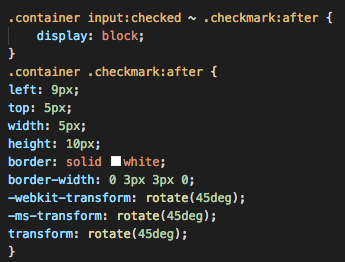 .container input:checked ~ .checkmark:after {
    display: block;
}
.container .checkmark:after {
left: 9px;
top: 5px;
width: 5px;
height: 10px;
border: solid white;
border-width: 0 3px 3px 0;
-webkit-transform: rotate(45deg);
-ms-transform: rotate(45deg);
transform: rotate(45deg);
}